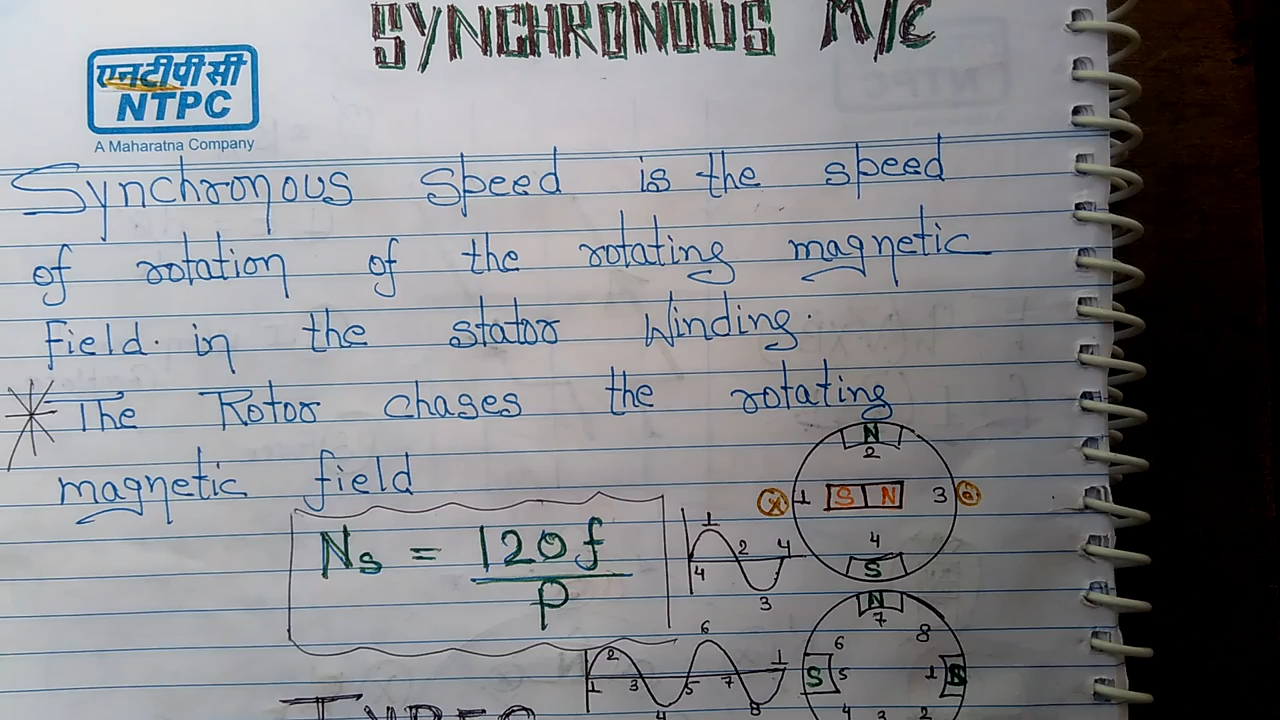 SYNCHRONOUS M/C
एनटीपीसी
NTPC
A Maharatna Company
Synchronous speed is the speed
of rotation of the rotating magnetic
field. in the stator winding.
The Rotor chases the rotating
magnetic field
N
2
1 S N 3
4
S
Ns = 120f
P
1
2 4
4
3
N
7
6 8
S 5 1
4 3 2
6
2 1
1 3 5 7
4 8
TYPES